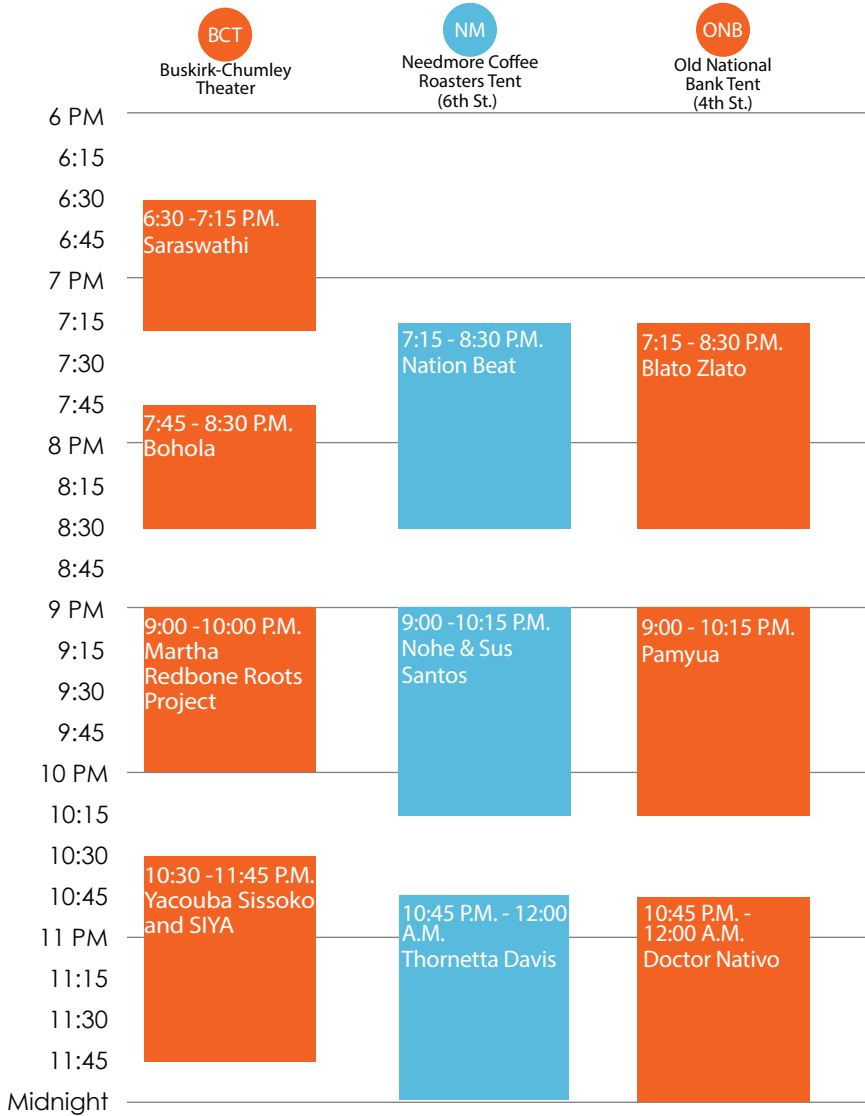 BCT
Buskirk-Chumley
Theater
NM
Needmore Coffee
Roasters Tent
(6th St.)
ONB
Old National
Bank Tent
(4th St.)
6 PM
6:15
6:30
6:45
7 PM
7:15
7:30
7:45
8 PM
8:15
8:30
8:45
9 PM
9:15
9:30
9:45
10 PM
10:15
10:30
10:45
11 PM
11:15
11:30
11:45
Midnight
6:30 -7:15 P.M.
Saraswathi
7:45 - 8:30 P.M.
Bohola
9:00 -10:00 P.M.
Martha
Redbone Roots
Project
10:30 -11:45 P.M.
Yacouba Sissoko
and SIYA
7:15 - 8:30 P.M.
Nation Beat
9:00 -10:15 P.M.
Nohe & Sus
Santos
10:45 P.M. - 12:00
A.M.
Thornetta Davis
7:15 - 8:30 P.M.
Blato Zlato
9:00 - 10:15 P.M.
Pamyua
10:45 P.M. -
12:00 A.M.
Doctor Nativo